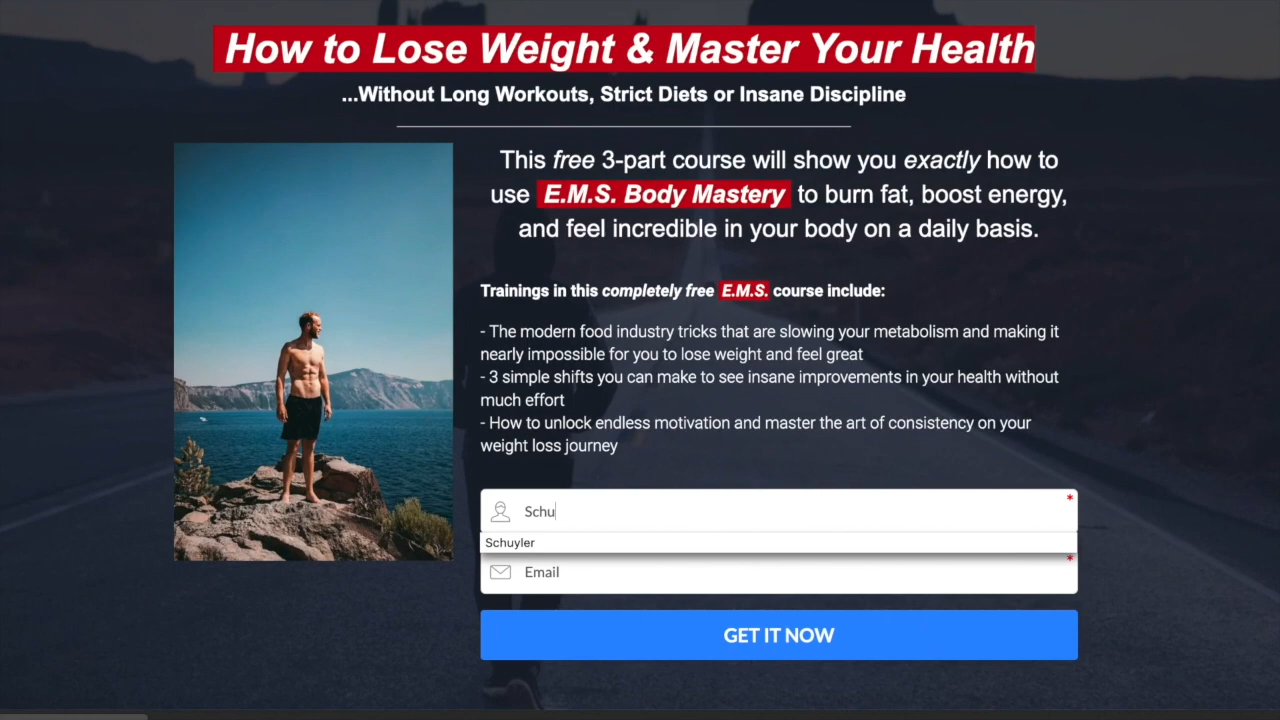 How to Lose Weight & Master Your Health
...Without Long Workouts, Strict Diets or Insane Discipline
This free 3-part course will show you exactly how to
use E.M.S. Body Mastery to burn fat, boost energy,
and feel incredible in your body on a daily basis.
Trainings in this completely free E.M.S. course include:
- The modern food industry tricks that are slowing your metabolism and making it
nearly impossible for you to lose weight and feel great
- 3 simple shifts you can make to see insane improvements in your health without
much effort
- How to unlock endless motivation and master the art of consistency on your
weight loss journey
Schu *
Schuyler
Email *
GET IT NOW